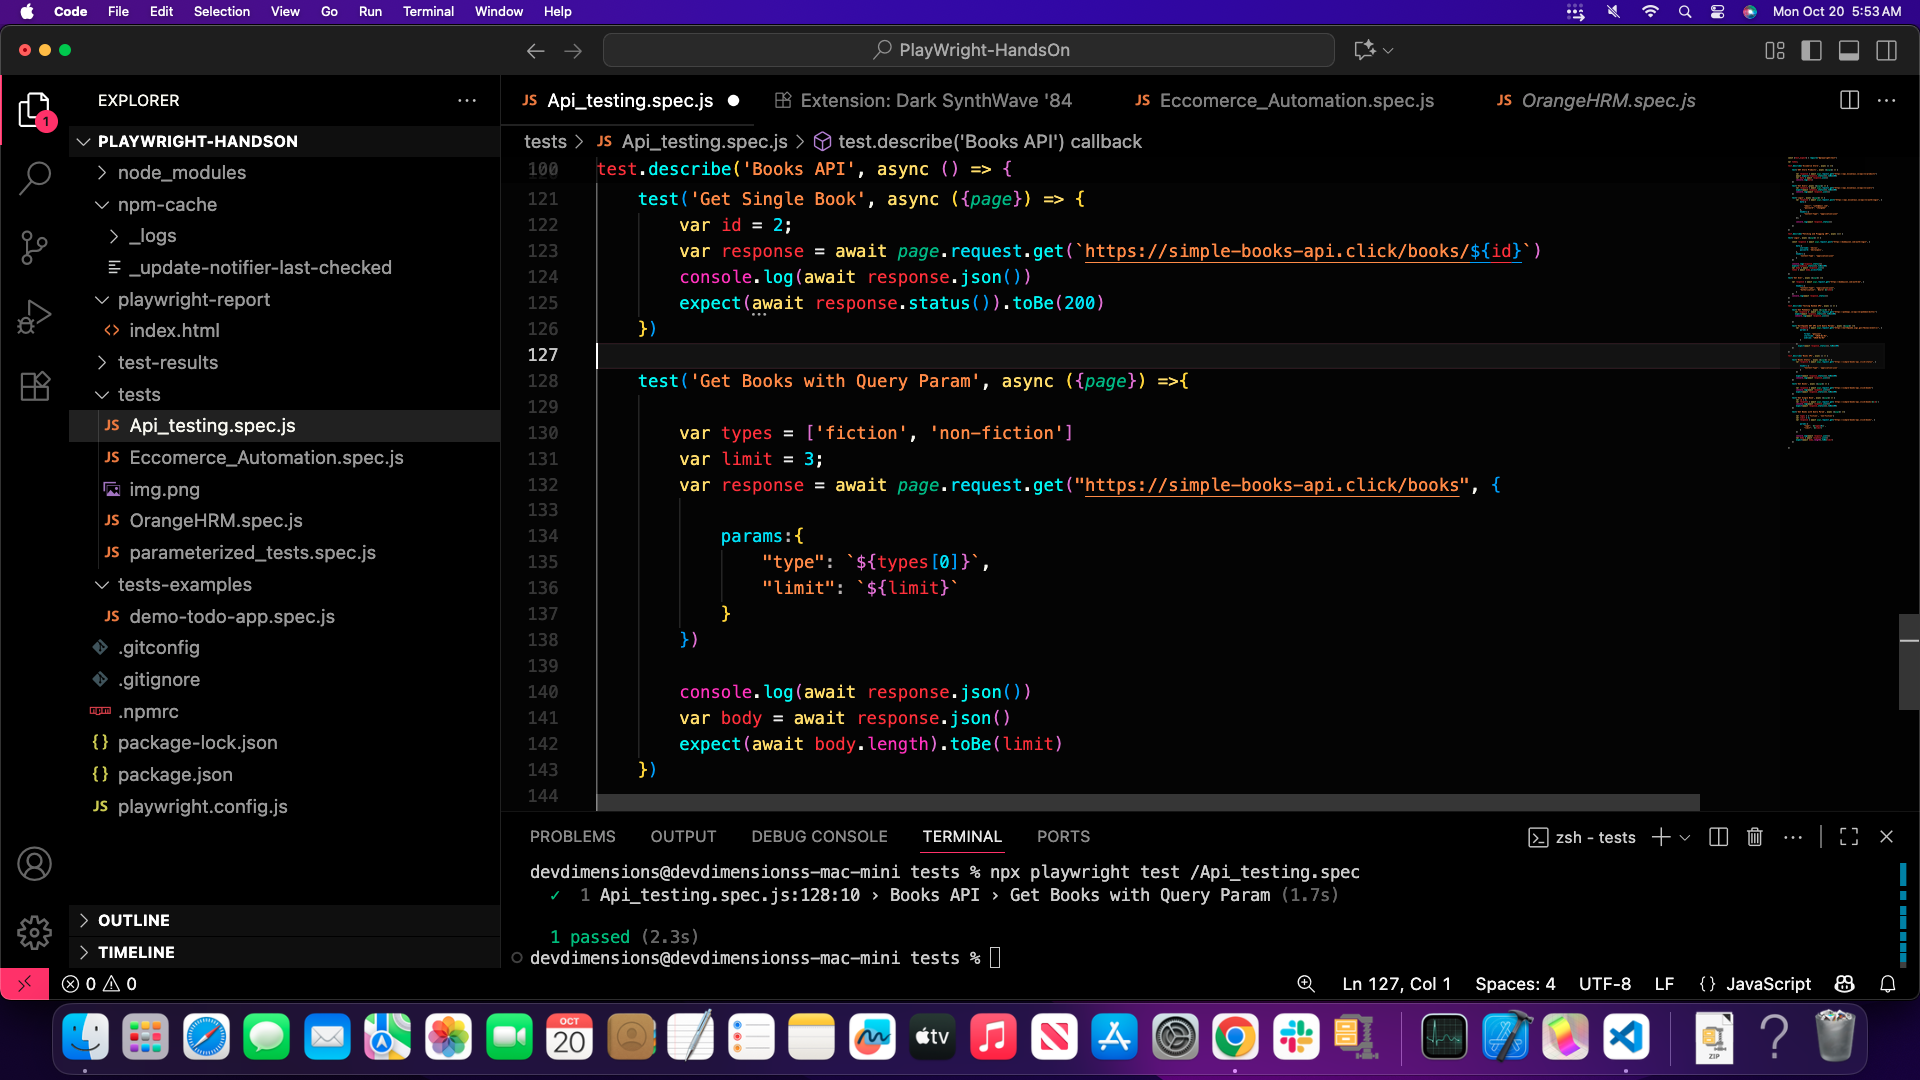 Code File Edit Selection View Go Run Terminal Window Help Mon Oct 20 5:53 AM
PlayWright-HandsOn
EXPLORER
1
PLAYWRIGHT-HANDSON
node_modules
npm-cache
_logs
_update-notifier-last-checked
playwright-report
index.html
test-results
tests
JS Api_testing.spec.js
JS Eccomerce_Automation.spec.js
img.png
JS OrangeHRM.spec.js
JS parameterized_tests.spec.js
tests-examples
JS demo-todo-app.spec.js
.gitconfig
.gitignore
.npmrc
{} package-lock.json
{} package.json
JS playwright.config.js
OUTLINE
TIMELINE
JS Api_testing.spec.js Extension: Dark SynthWave '84 JS Eccomerce_Automation.spec.js JS OrangeHRM.spec.js
tests > JS Api_testing.spec.js > test.describe('Books API') callback
100 test.describe('Books API', async () => {
121 test('Get Single Book', async ({page}) => {
122 var id = 2;
123 var response = await page.request.get(`https://simple-books-api.click/books/${id}`)
124 console.log(await response.json())
125 expect(await response.status()).toBe(200)
126 })
127
128 test('Get Books with Query Param', async ({page}) =>{
129
130 var types = ['fiction', 'non-fiction']
131 var limit = 3;
132 var response = await page.request.get("https://simple-books-api.click/books", {
133
134 params:{
135 "type": `${types[0]}`,
136 "limit": `${limit}`
137 }
138 })
139
140 console.log(await response.json())
141 var body = await response.json()
142 expect(await body.length).toBe(limit)
143 })
144
PROBLEMS OUTPUT DEBUG CONSOLE TERMINAL PORTS zsh - tests
devdimensions@devdimensionss-mac-mini tests % npx playwright test /Api_testing.spec
✓ 1 Api_testing.spec.js:128:10 › Books API › Get Books with Query Param (1.7s)
1 passed (2.3s)
devdimensions@devdimensionss-mac-mini tests %
0 0 Ln 127, Col 1 Spaces: 4 UTF-8 LF {} JavaScript
OCT
20
tv
ZIP